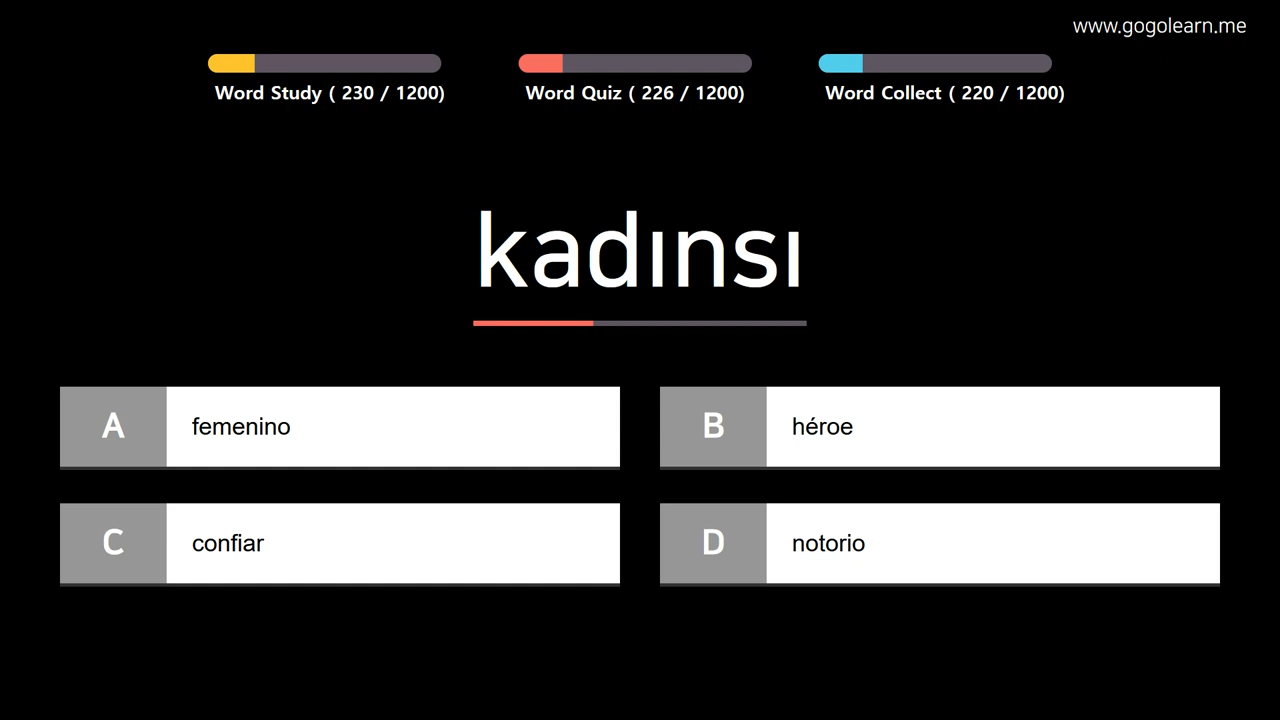 www.gogolearn.me
Word Study ( 230 / 1200)
Word Quiz ( 226 / 1200)
Word Collect ( 220 / 1200)
kadınsı
A femenino
B héroe
C confiar
D notorio